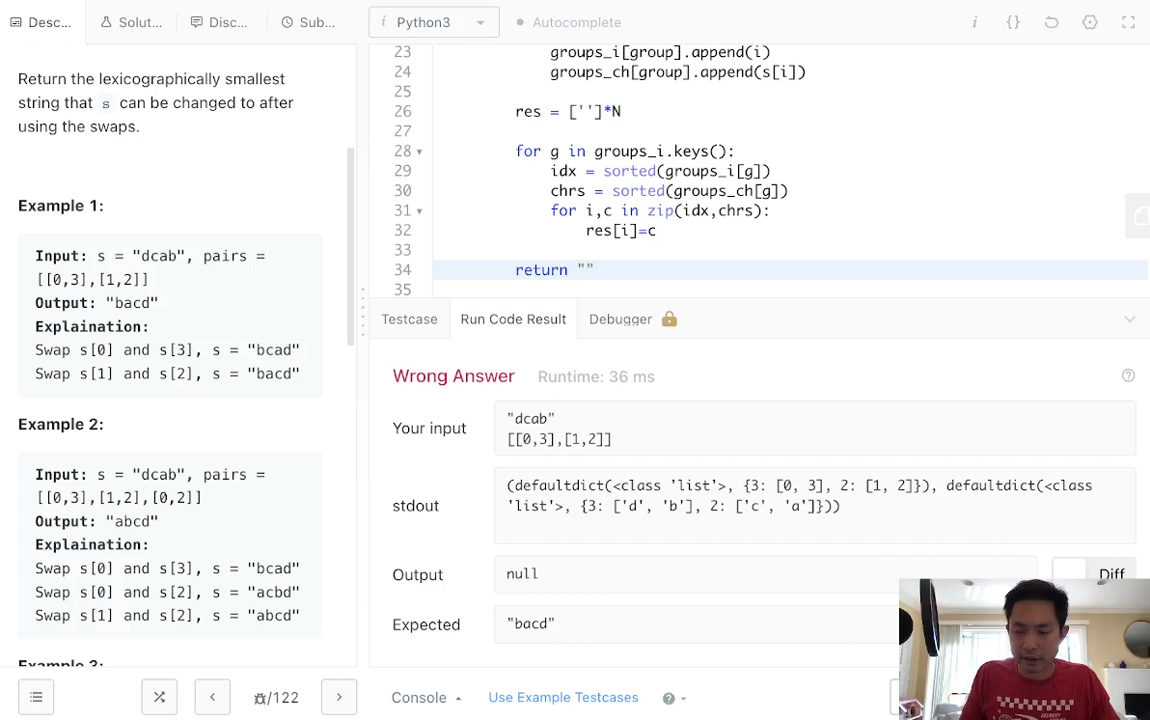 Desc...
Solut...
Disc...
Sub...
i Python3
Autocomplete
i {}
Return the lexicographically smallest
string that s can be changed to after
using the swaps.
Example 1:
Input: s = "dcab", pairs =
[[0,3],[1,2]]
Output: "bacd"
Explaination:
Swap s[0] and s[3], s = "bcad"
Swap s[1] and s[2], s = "bacd"
Example 2:
Input: s = "dcab", pairs =
[[0,3],[1,2],[0,2]]
Output: "abcd"
Explaination:
Swap s[0] and s[3], s = "bcad"
Swap s[0] and s[2], s = "acbd"
Swap s[1] and s[2], s = "abcd"
Example 3:
23 groups_i[group].append(i)
24 groups_ch[group].append(s[i])
25
26 res = ['']*N
27
28 for g in groups_i.keys():
29 idx = sorted(groups_i[g])
30 chrs = sorted(groups_ch[g])
31 for i,c in zip(idx,chrs):
32 res[i]=c
33
34 return ""
35
Testcase
Run Code Result
Debugger
Wrong Answer
Runtime: 36 ms
Your input
"dcab"
[[0,3],[1,2]]
stdout
(defaultdict(<class 'list'>, {3: [0, 3], 2: [1, 2]}), defaultdict(<class
'list'>, {3: ['d', 'b'], 2: ['c', 'a']}))
Output
null
Diff
Expected
"bacd"
/122
Console
Use Example Testcases